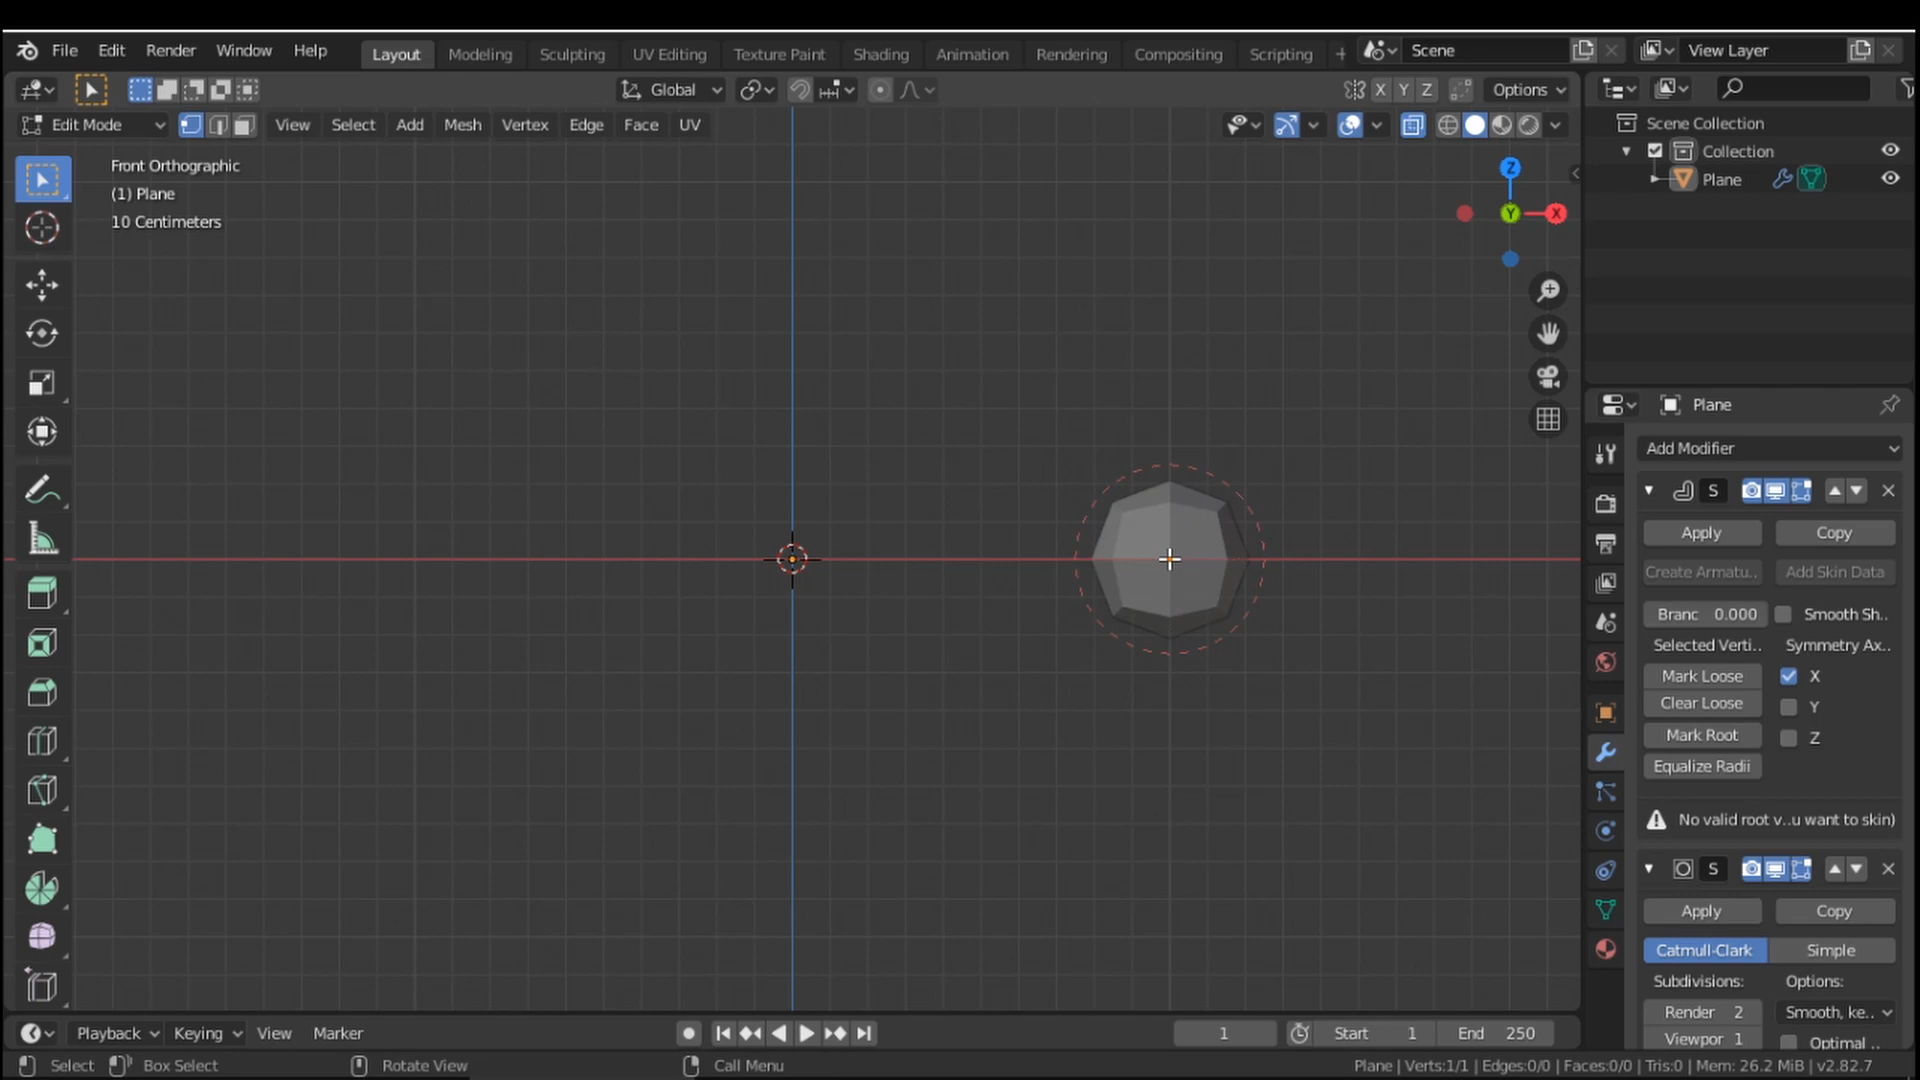 File Edit Render Window Help Layout Modeling Sculpting UV Editing Texture Paint Shading Animation Rendering Compositing Scripting + Scene View Layer
Global X Y Z Options
Edit Mode View Select Add Mesh Vertex Edge Face UV
Scene Collection
Collection
Plane
Front Orthographic
(1) Plane
10 Centimeters
Z
Y
X
Plane
Add Modifier
S
Apply Copy
Create Armatu.. Add Skin Data
Branc 0.000 Smooth Sh..
Selected Verti.. Symmetry Ax..
Mark Loose X
Clear Loose Y
Mark Root Z
Equalize Radii
No valid root v..u want to skin)
S
Apply Copy
Catmull-Clark Simple
Subdivisions: Options:
Render 2 Smooth, ke..
Viewpor 1 Optimal ..
Playback Keying View Marker 1 Start 1 End 250
Select Box Select Rotate View Call Menu Plane | Verts:1/1 | Edges:0/0 | Faces:0/0 | Tris:0 | Mem: 26.2 MiB | v2.82.7